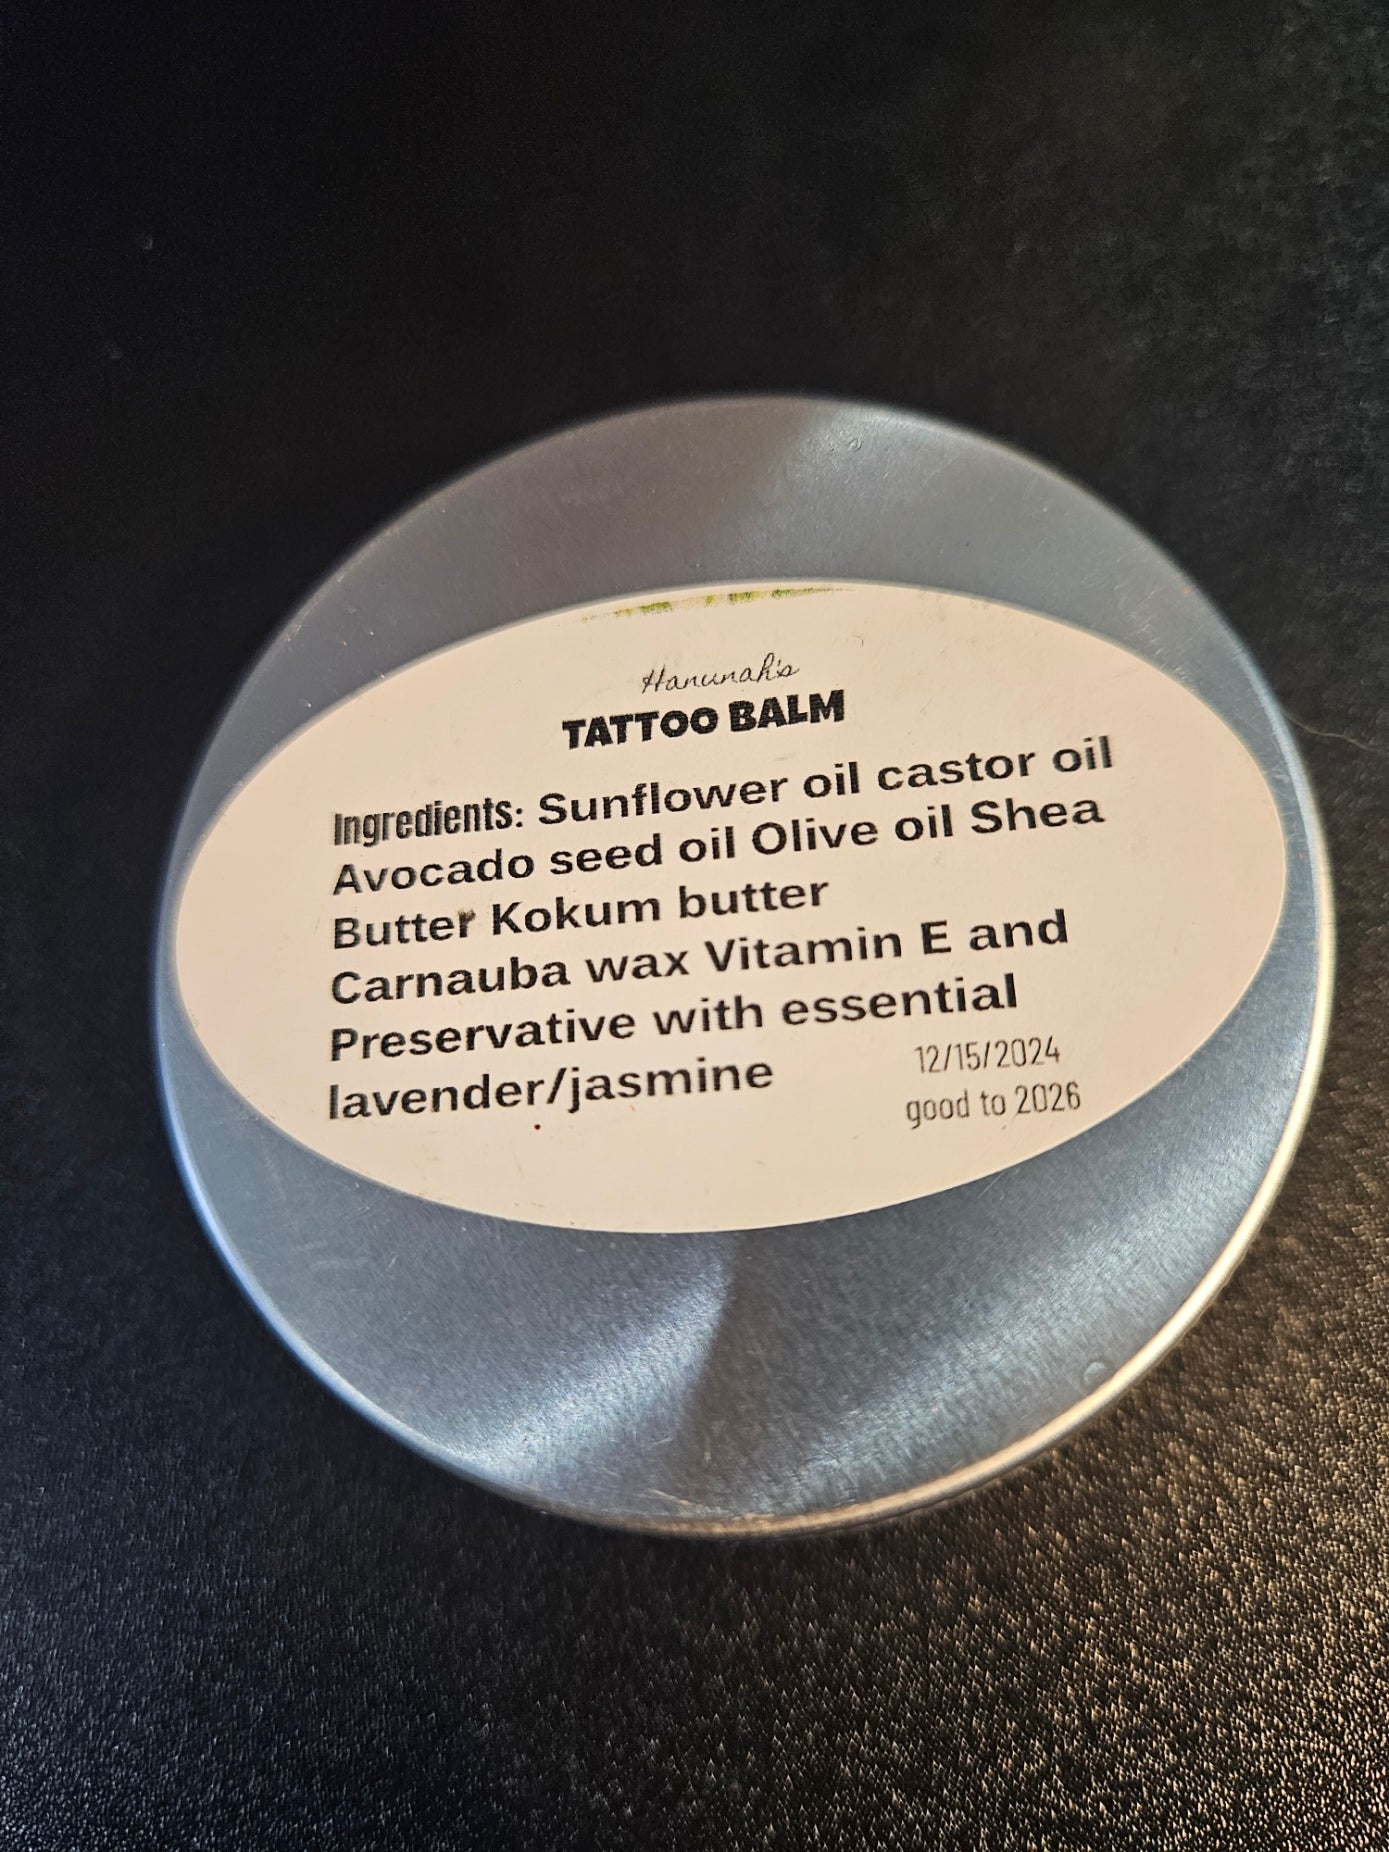 Hanunah's
TATTOO BALM
Ingredients: Sunflower oil castor oil
Avocado seed oil Olive oil Shea
Butter Kokum butter
Carnauba wax Vitamin E and
Preservative with essential
lavender/jasmine
12/15/2024
good to 2026